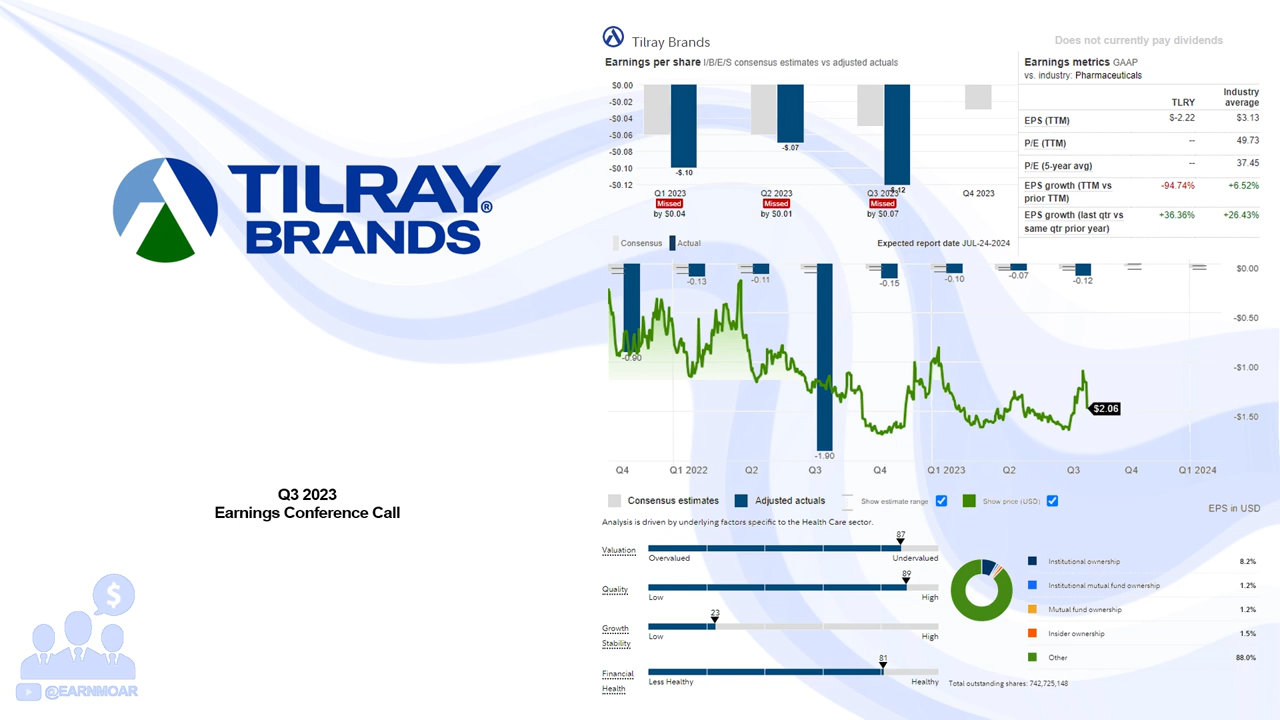 TILRAY®
BRANDS
Q3 2023
Earnings Conference Call
$
@EARNMOAR
Tilray Brands
Does not currently pay dividends
Earnings per share I/B/E/S consensus estimates vs adjusted actuals
$0.00
-$0.02
-$0.04
-$0.06
-$0.08
-$0.10
-$0.12
-$.10
-$.07
-$.12
Q1 2023
Q2 2023
Q3 2023
Q4 2023
Missed
Missed
Missed
by $0.04
by $0.01
by $0.07
Consensus
Actual
Expected report date JUL-24-2024
Earnings metrics GAAP
vs. industry: Pharmaceuticals
TLRY
Industry
average
EPS (TTM) $-2.22 $3.13
P/E (TTM) -- 49.73
P/E (5-year avg) -- 37.45
EPS growth (TTM vs
prior TTM) -94.74% +6.52%
EPS growth (last qtr vs
same qtr prior year) +36.36% +26.43%
-0.90
-0.13
-0.11
-1.90
-0.15
-0.10
-0.07
-0.12
$0.00
-$0.50
-$1.00
-$1.50
$2.06
Q4
Q1 2022
Q2
Q3
Q4
Q1 2023
Q2
Q3
Q4
Q1 2024
Consensus estimates
Adjusted actuals
Show estimate range
Show price (USD)
EPS in USD
Analysis is driven by underlying factors specific to the Health Care sector.
Valuation
87
Overvalued
Undervalued
Quality
89
Low
High
Growth
Stability
23
Low
High
Financial
Health
81
Less Healthy
Healthy
Institutional ownership 8.2%
Institutional mutual fund ownership 1.2%
Mutual fund ownership 1.2%
Insider ownership 1.5%
Other 88.0%
Total outstanding shares: 742,725,148